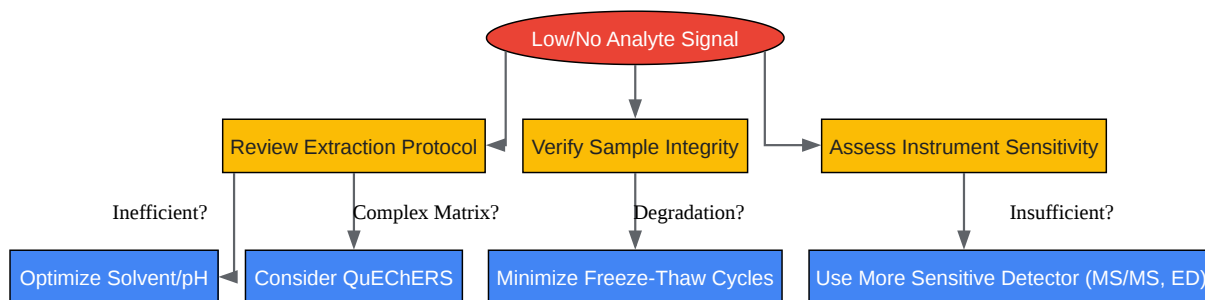 Low/No Analyte Signal
Review Extraction Protocol
Verify Sample Integrity
Assess Instrument Sensitivity
Inefficient?
Complex Matrix?
Degradation?
Insufficient?
Optimize Solvent/pH
Consider QuEChERS
Minimize Freeze-Thaw Cycles
Use More Sensitive Detector (MS/MS, ED)